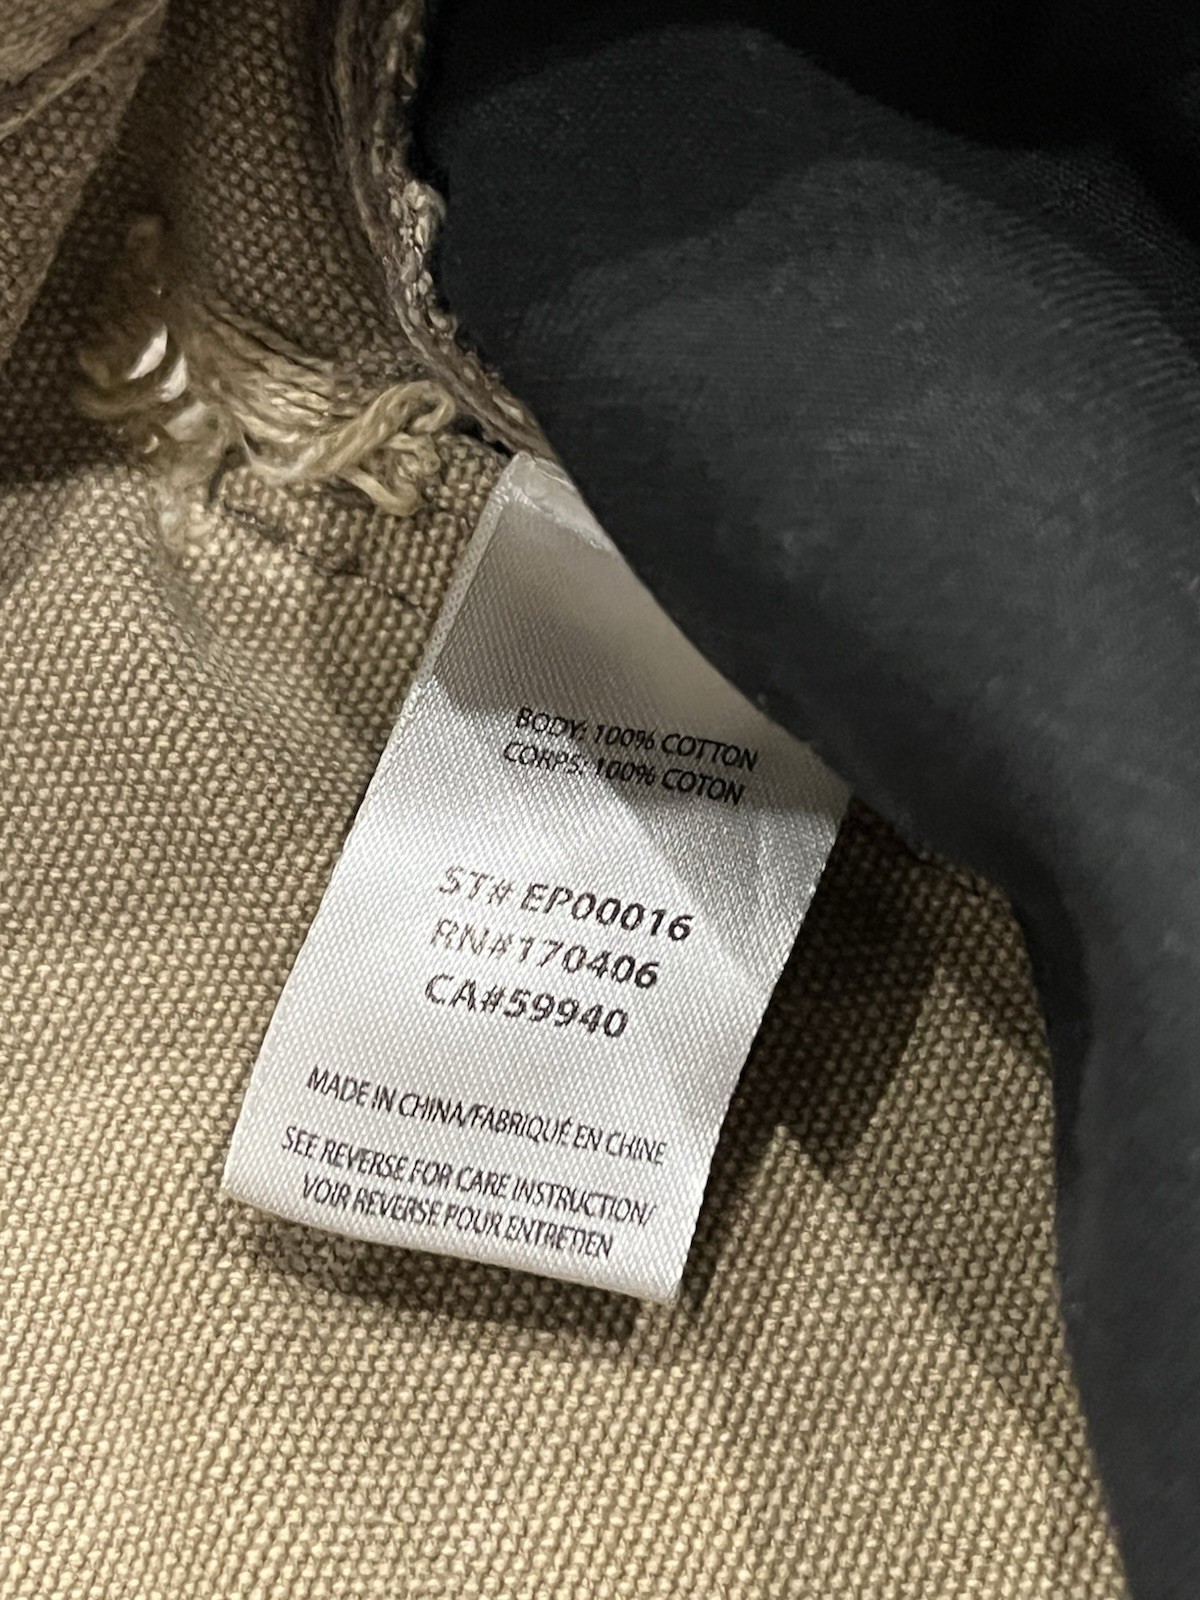 BODY: 100% COTTON
CORPS: 100% COTON
ST# EP00016
RN#170406
CA#59940
MADE IN CHINA/FABRIQUÉ EN CHINE
SEE REVERSE FOR CARE INSTRUCTION/
VOIR REVERSE POUR ENTRETIEN